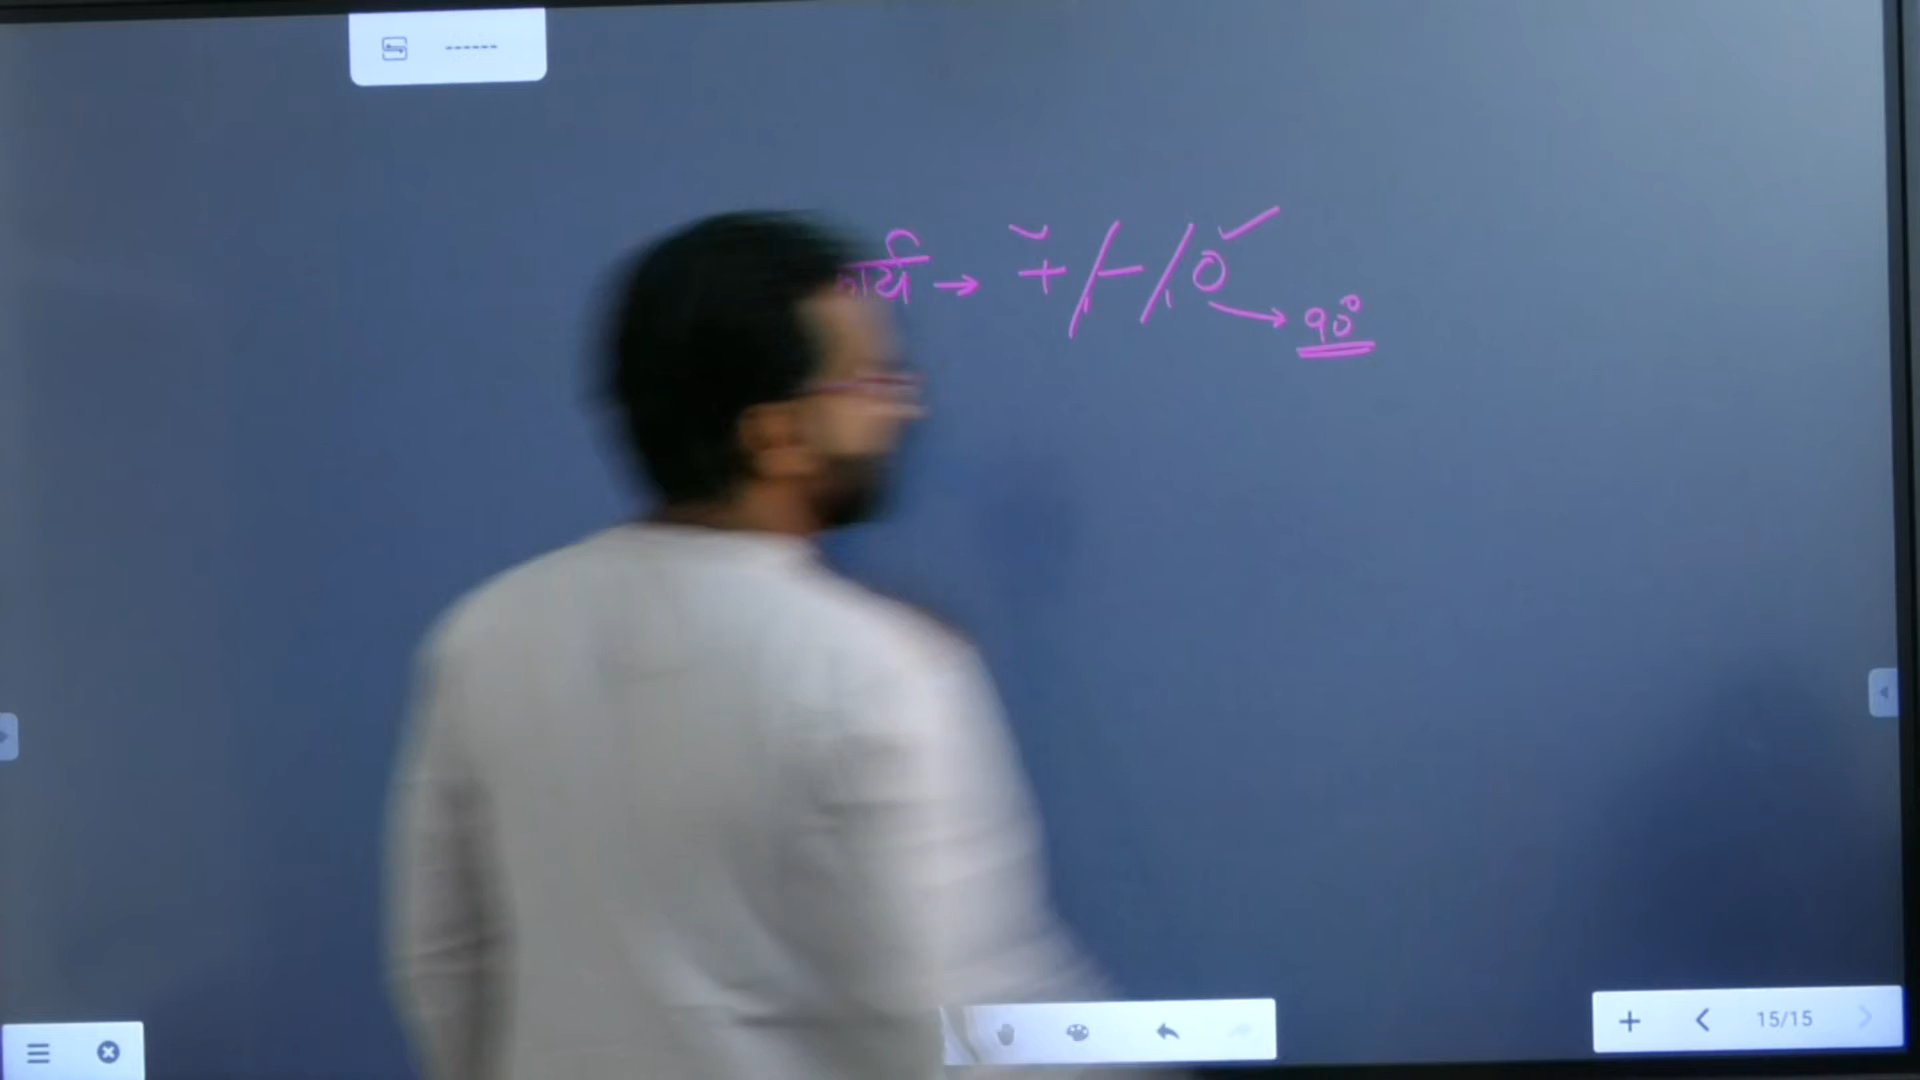 कार्य → + / - / 0
→ 90°
------
15/15